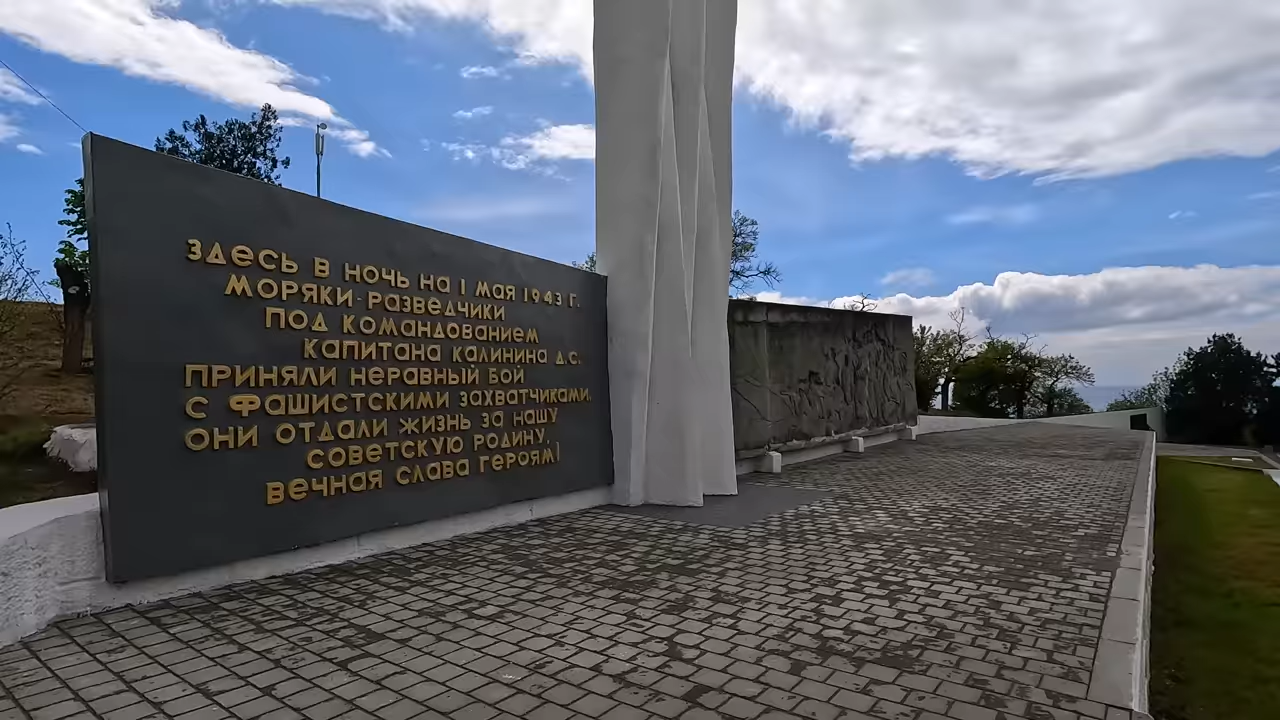 Здесь в ночь на 1 мая 1943 г.
моряки-разведчики
под командованием
капитана Калинина Д.С.
приняли неравный бой
с фашистскими захватчиками.
Они отдали жизнь за нашу
советскую Родину.
Вечная слава героям!